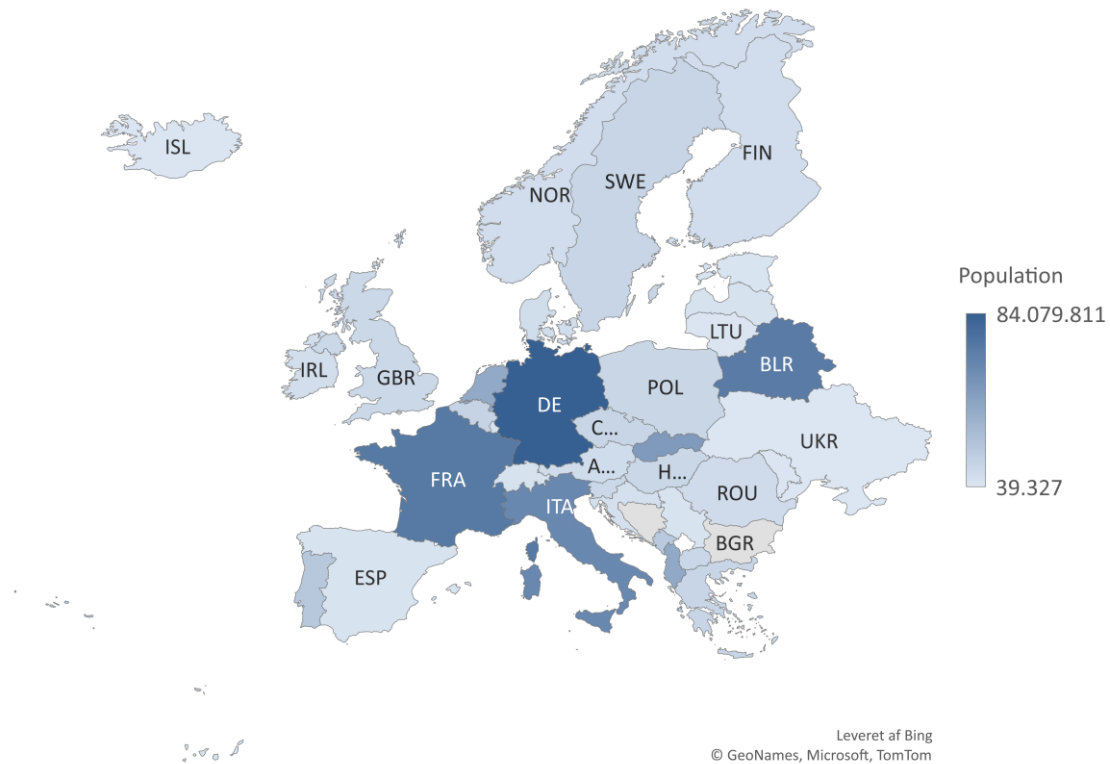 ISL
FIN
SWE
NOR
Population
84.079.811
LTU
BLR
IRL
GBR
POL
DE
C...
UKR
A...
H...
FRA
ROU
39.327
ITA
BGR
ESP
Leveret af Bing
© GeoNames, Microsoft, TomTom